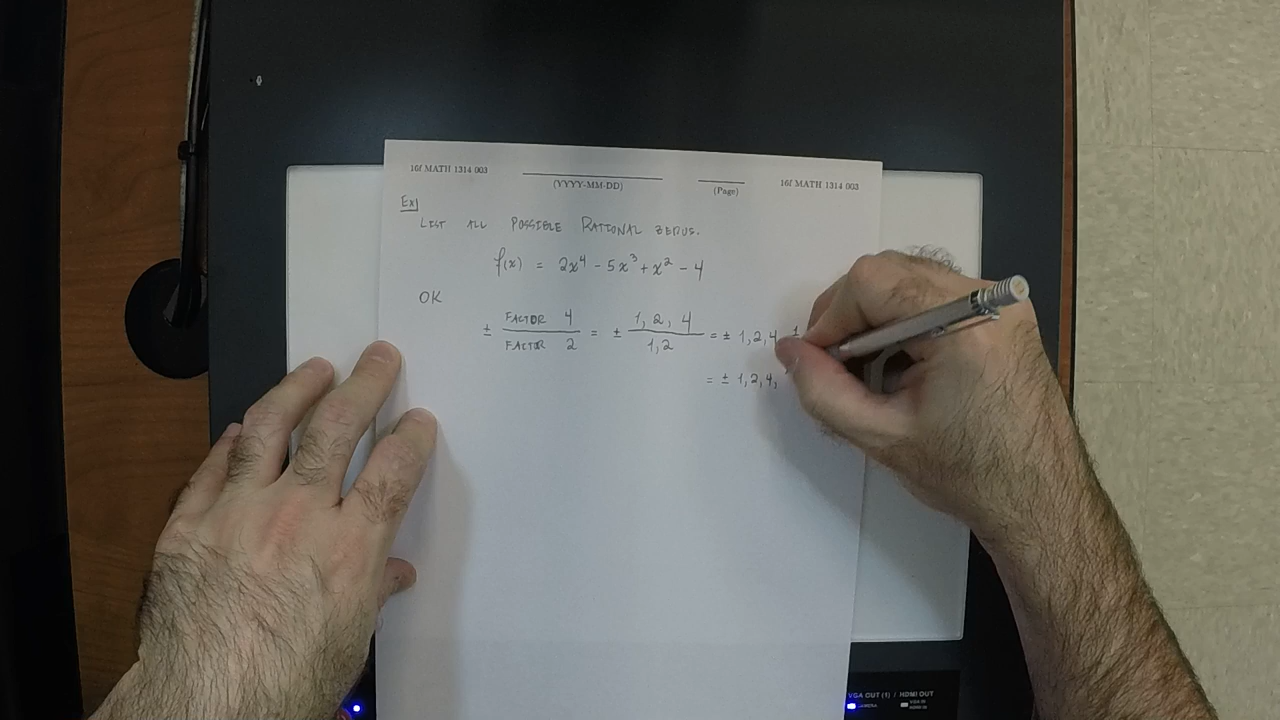 16f MATH 1314 003
(YYYY-MM-DD)
(Page)
16f MATH 1314 003
Ex
LIST ALL POSSIBLE RATIONAL ZEROS.
f(x) = 2x⁴ - 5x³ + x² - 4
OK
± FACTOR 4 / FACTOR 2 = ± 1, 2, 4 / 1, 2 = ± 1, 2, 4,
= ± 1, 2, 4,
VGA OUT (1) / HDMI OUT